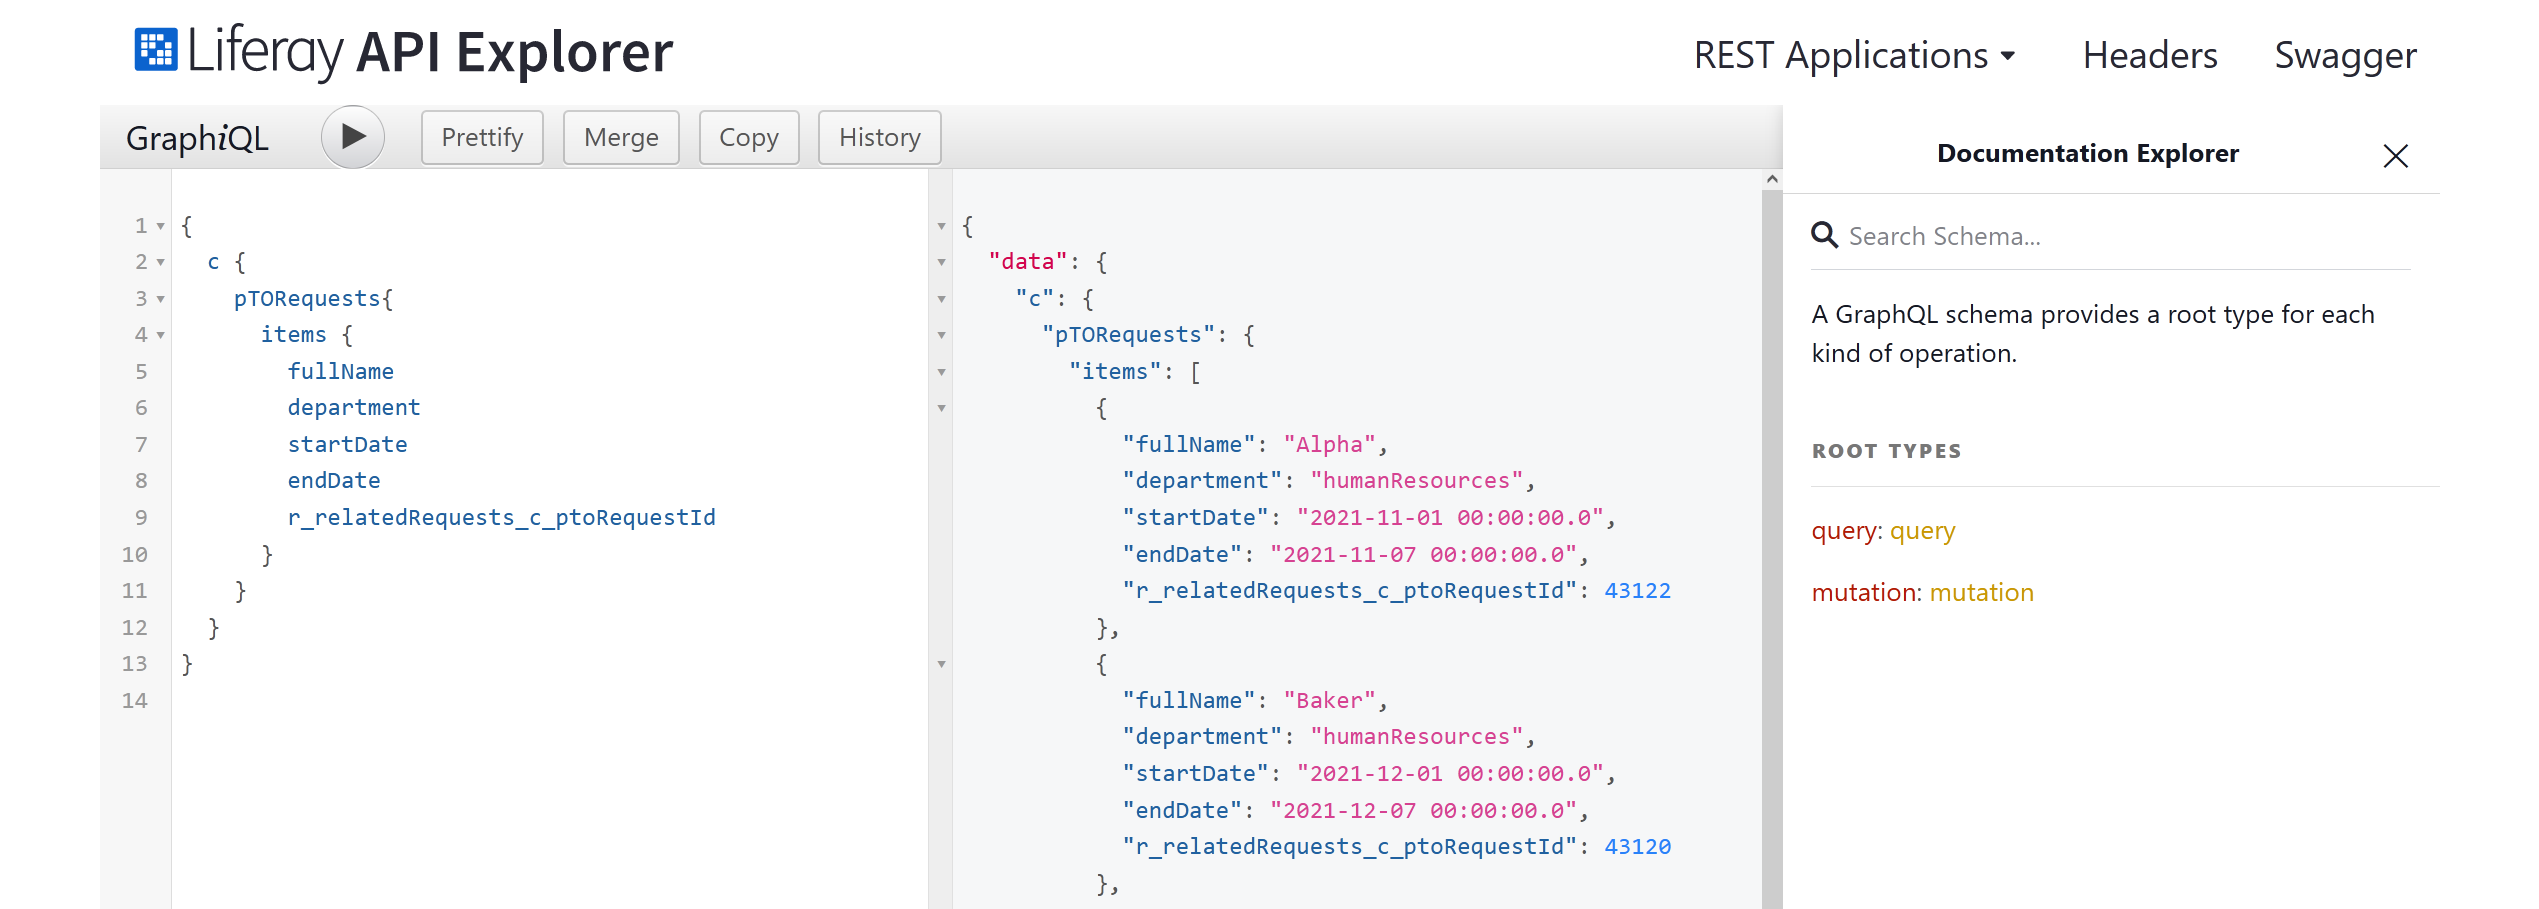 Liferay API Explorer
REST Applications Headers Swagger
GraphiQL Prettify Merge Copy History
1 {
2 c {
3 pTORequests{
4 items {
5 fullName
6 department
7 startDate
8 endDate
9 r_relatedRequests_c_ptoRequestId
10 }
11 }
12 }
13 }
14
{
"data": {
"c": {
"pTORequests": {
"items": [
{
"fullName": "Alpha",
"department": "humanResources",
"startDate": "2021-11-01 00:00:00.0",
"endDate": "2021-11-07 00:00:00.0",
"r_relatedRequests_c_ptoRequestId": 43122
},
{
"fullName": "Baker",
"department": "humanResources",
"startDate": "2021-12-01 00:00:00.0",
"endDate": "2021-12-07 00:00:00.0",
"r_relatedRequests_c_ptoRequestId": 43120
},
Documentation Explorer
Search Schema...
A GraphQL schema provides a root type for each
kind of operation.
ROOT TYPES
query: query
mutation: mutation